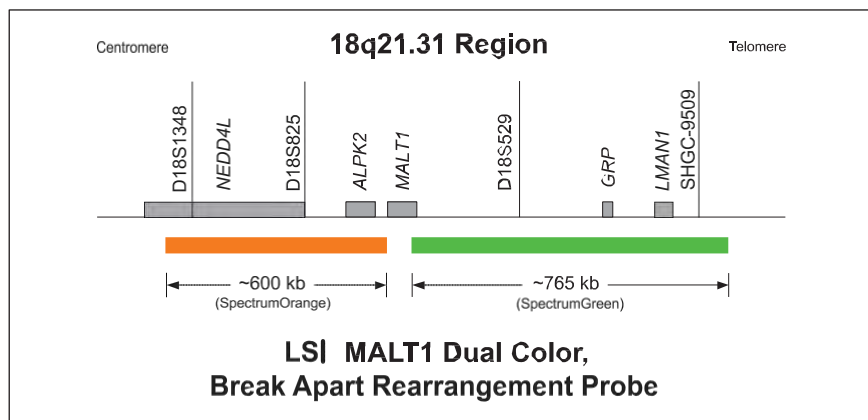 Centromere 18q21.31 Region Telomere
D18S1348 NEDD4L D18S825 ALPK2 MALT1 D18S529 GRP LMAN1 SHGC-9509
~600 kb ~765 kb
(SpectrumOrange) (SpectrumGreen)
LSI MALT1 Dual Color,
Break Apart Rearrangement Probe